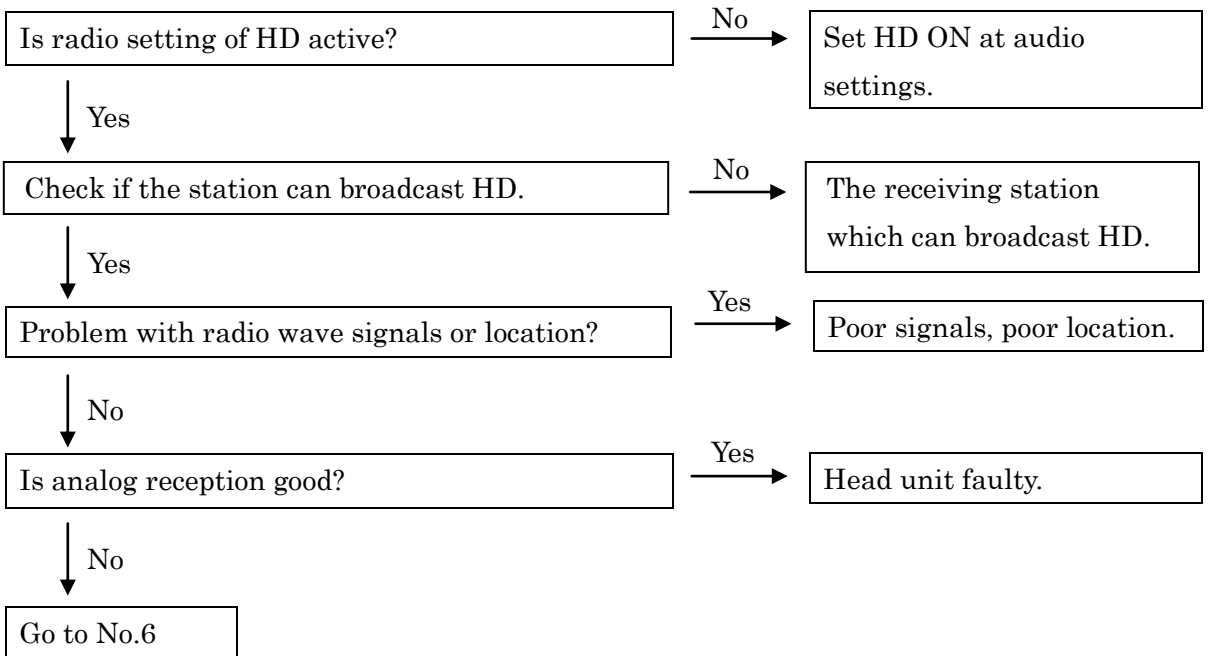 Is radio setting of HD active?
No
Set HD ON at audio
settings.
Yes
Check if the station can broadcast HD.
No
The receiving station
which can broadcast HD.
Yes
Problem with radio wave signals or location?
Yes
Poor signals, poor location.
No
Is analog reception good?
Yes
Head unit faulty.
No
Go to No.6